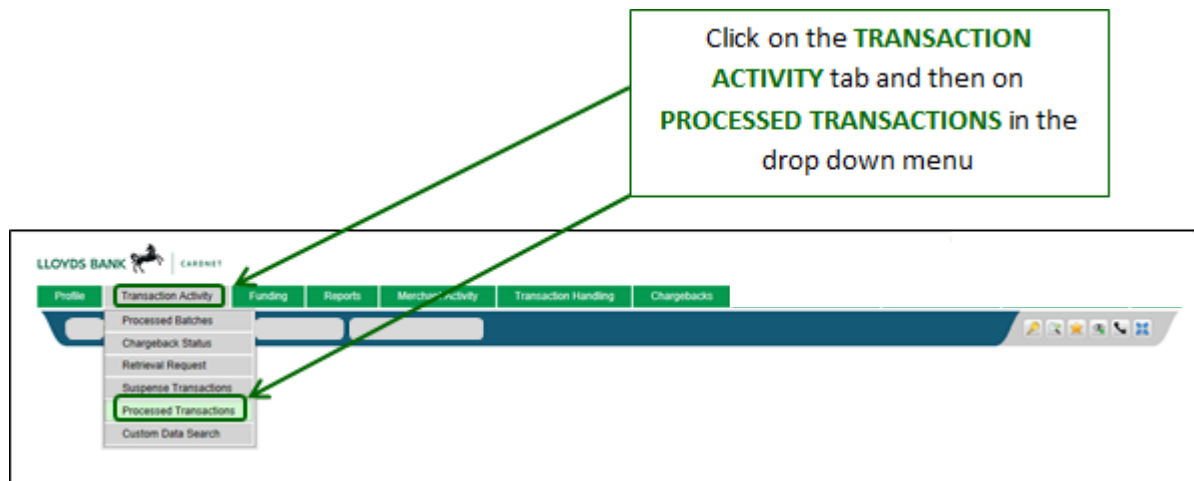 Click on the TRANSACTION
ACTIVITY tab and then on
PROCESSED TRANSACTIONS in the
drop down menu
LLOYDS BANK CARDNET
Profile Transaction Activity Funding Reports Merchant Activity Transaction Handling Chargebacks
Processed Batches
Chargeback Status
Retrieval Request
Suspense Transactions
Processed Transactions
Custom Data Search